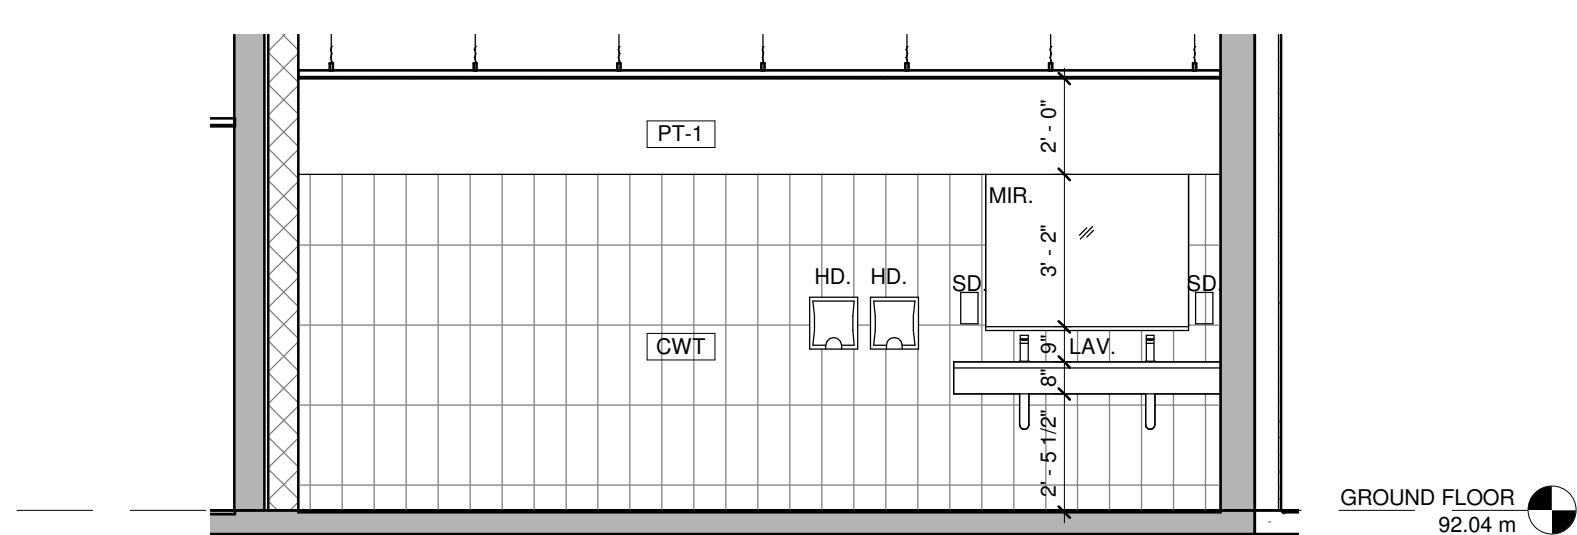 2' - 0"
PT-1
MIR.
3' - 2"
HD.
HD.
SD.
SD.
CWT
9"
LAV.
8"
2' - 5 1/2"
GROUND FLOOR
92.04 m